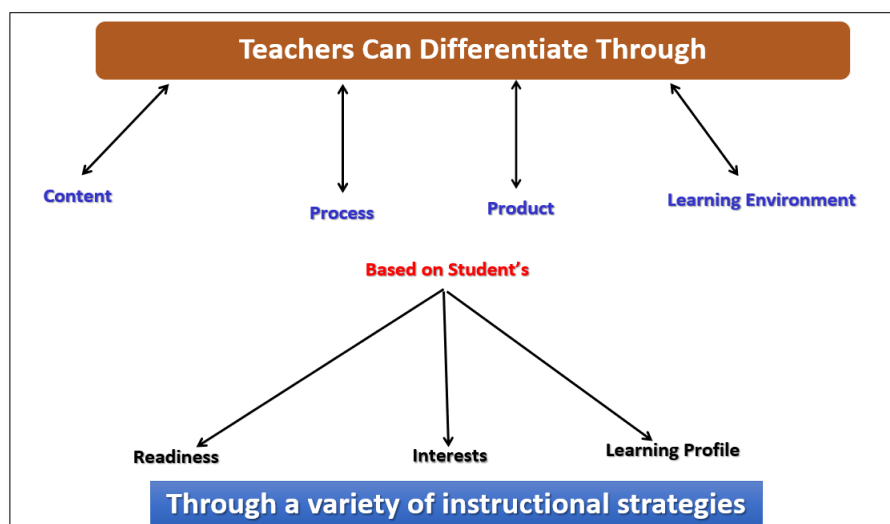 Teachers Can Differentiate Through
Content
Process
Product
Learning Environment
Based on Student's
Readiness
Interests
Learning Profile
Through a variety of instructional strategies